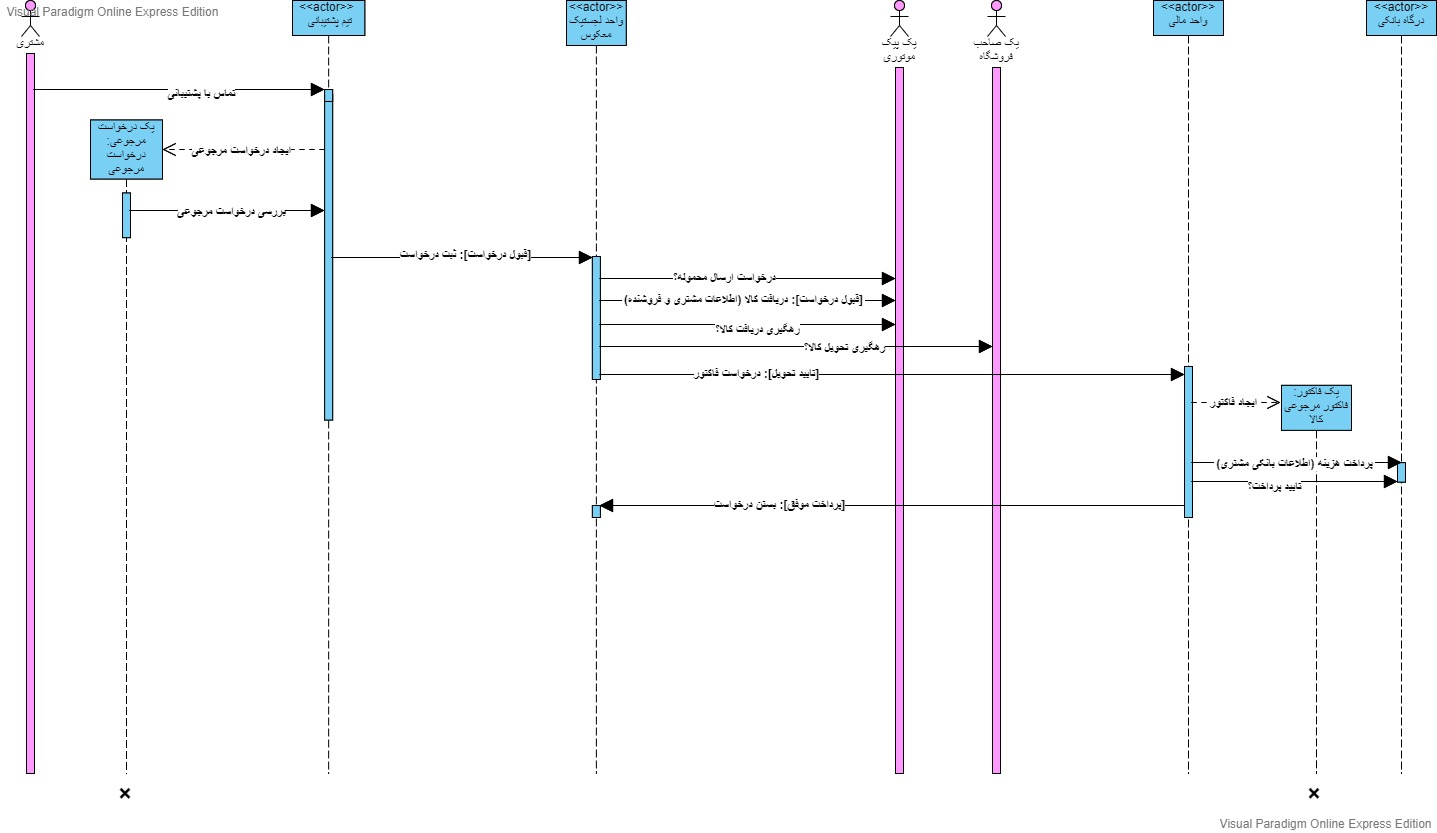 Visual Paradigm Online Express Edition
مشتری
<<actor>>
تیم پشتیبانی
<<actor>>
واحد لجستیک
معکوس
یک پیک
موتوری
یک صاحب
فروشگاه
<<actor>>
واحد مالی
<<actor>>
درگاه بانکی
تماس با پشتیبانی
یک درخواست
مرجوعی:
درخواست
مرجوعی
ایجاد درخواست مرجوعی
بررسی درخواست مرجوعی
[قبول درخواست]: ثبت درخواست
درخواست ارسال محموله؟
[قبول درخواست]: دریافت کالا (اطلاعات مشتری و فروشنده)
رهگیری دریافت کالا؟
رهگیری تحویل کالا؟
[تایید تحویل]: درخواست فاکتور
ایجاد فاکتور
یک فاکتور:
فاکتور مرجوعی
کالا
پرداخت هزینه (اطلاعات بانکی مشتری)
تایید پرداخت؟
[پرداخت موفق]: بستن درخواست
Visual Paradigm Online Express Edition